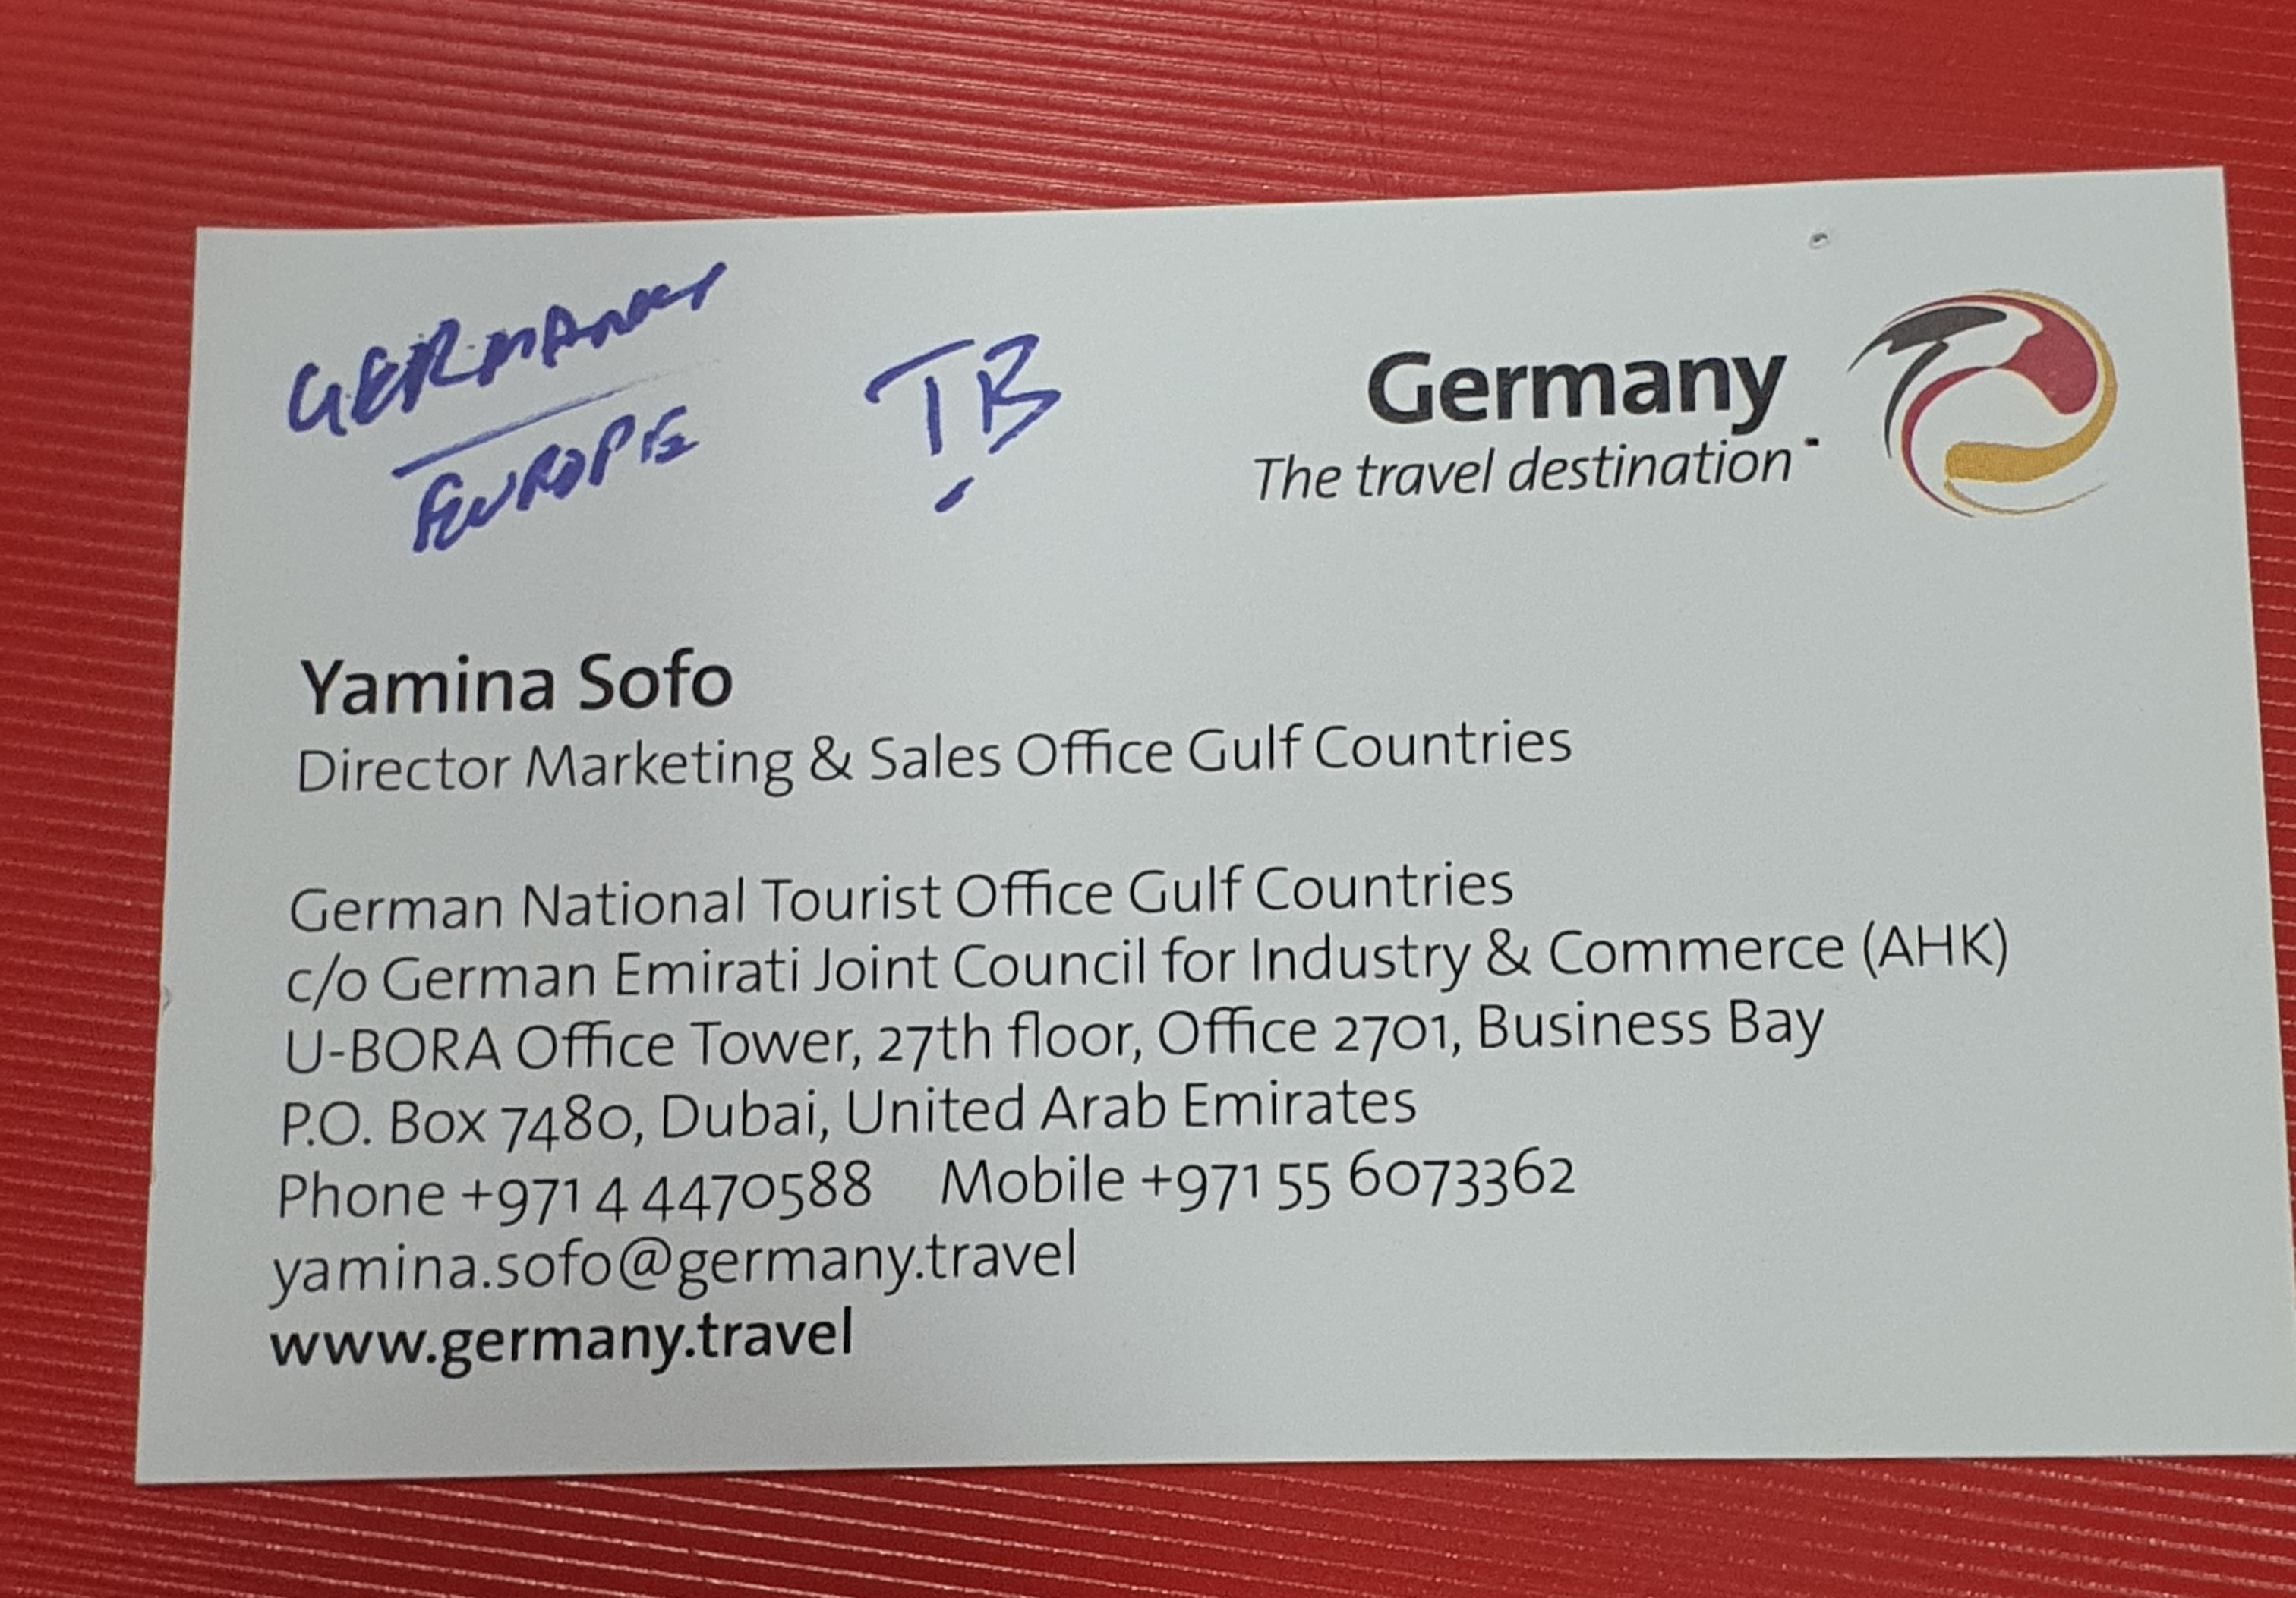 GERMANY
EUROPE
TB
Germany
The travel destination
Yamina Sofo
Director Marketing & Sales Office Gulf Countries
German National Tourist Office Gulf Countries
c/o German Emirati Joint Council for Industry & Commerce (AHK)
U-BORA Office Tower, 27th floor, Office 2701, Business Bay
P.O. Box 7480, Dubai, United Arab Emirates
Phone +971 4 4470588 Mobile +971 55 6073362
yamina.sofo@germany.travel
www.germany.travel